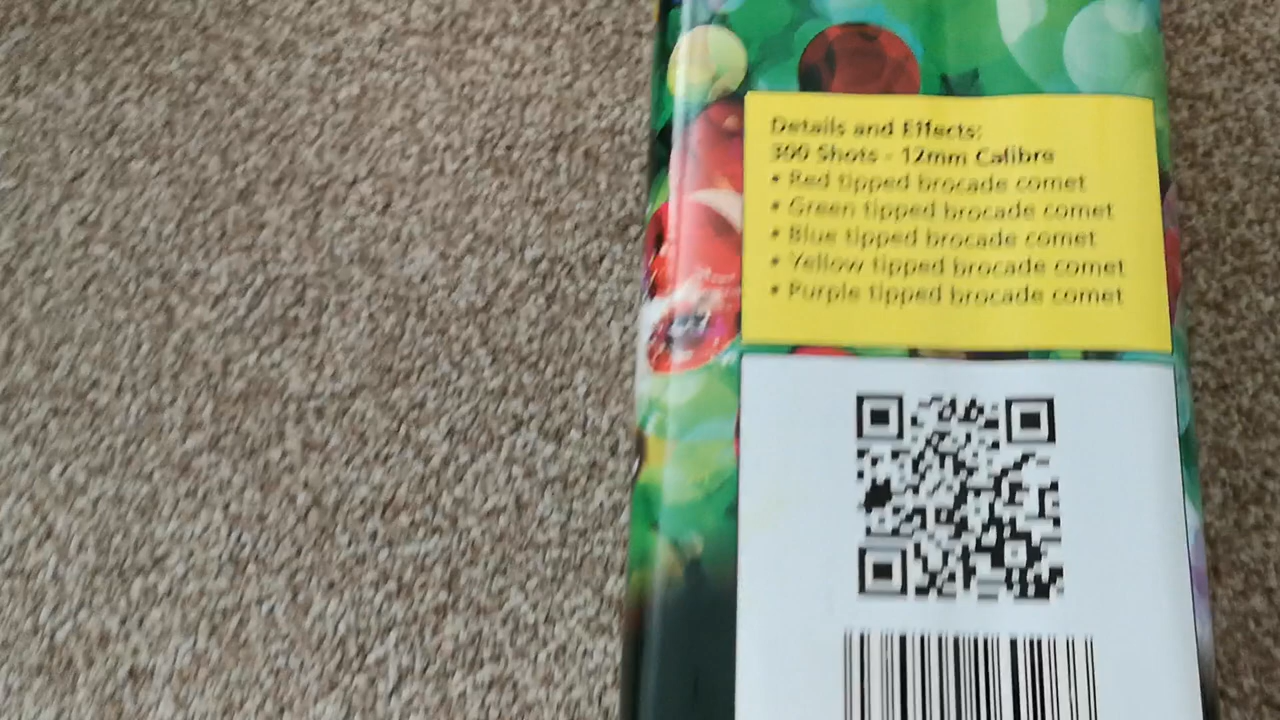 Details and Effects:
300 Shots - 12mm Calibre
• Red tipped brocade comet
• Green tipped brocade comet
• Blue tipped brocade comet
• Yellow tipped brocade comet
• Purple tipped brocade comet